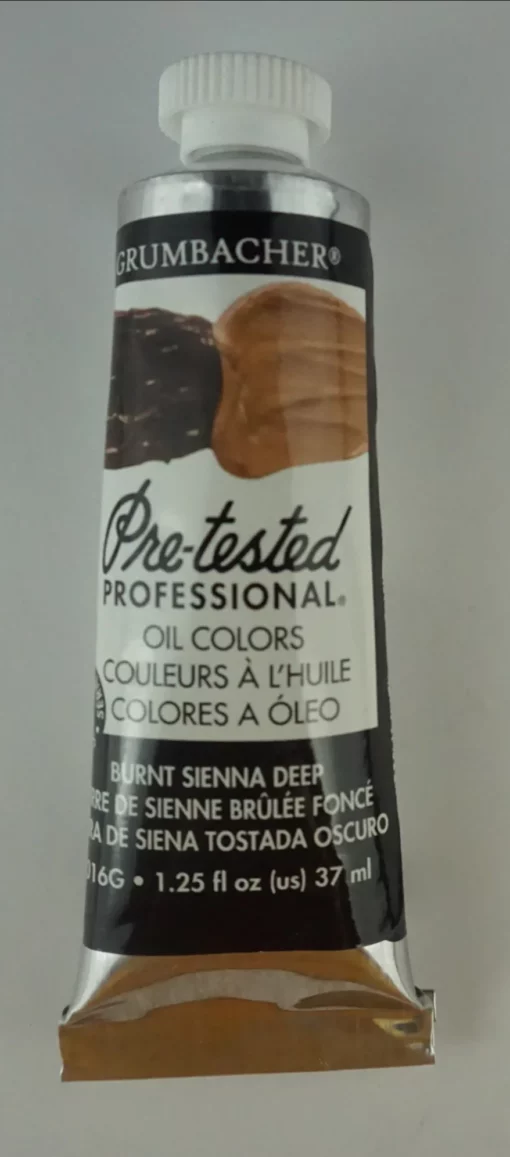 GRUMBACHER®
Pre-tested
PROFESSIONAL®
OIL COLORS
COULEURS À L'HUILE
COLORES A ÓLEO
BURNT SIENNA DEEP
DE SIENNE BRÛLÉE FONCÉ
DE SIENA TOSTADA OSCURO
016G • 1.25 fl oz (us) 37 ml